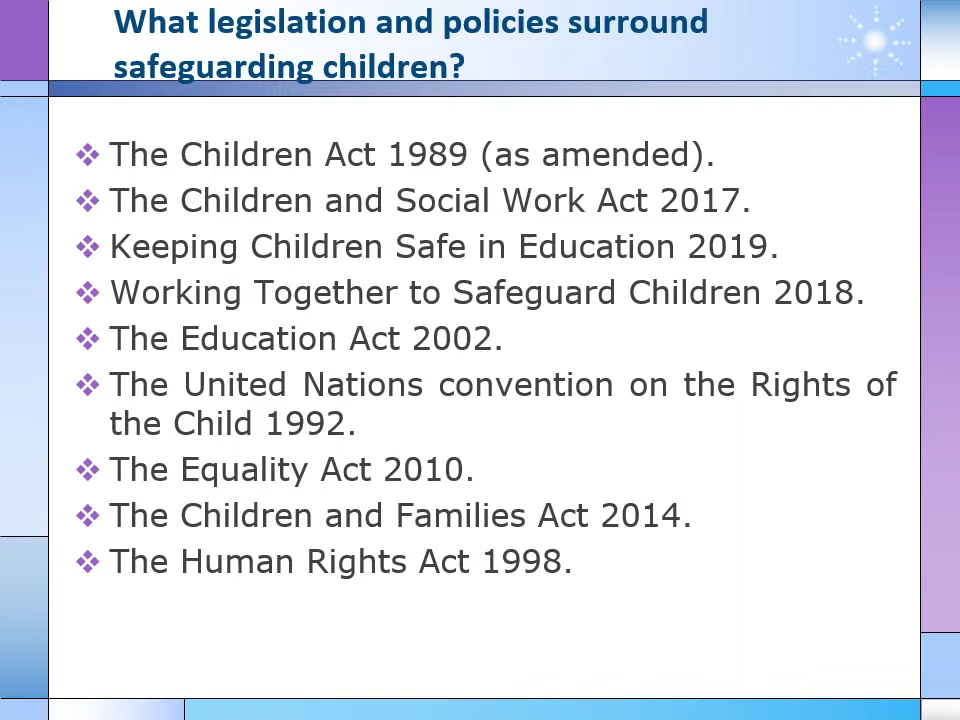 What legislation and policies surround
safeguarding children?
❖ The Children Act 1989 (as amended).
❖ The Children and Social Work Act 2017.
❖ Keeping Children Safe in Education 2019.
❖ Working Together to Safeguard Children 2018.
❖ The Education Act 2002.
❖ The United Nations convention on the Rights of
the Child 1992.
❖ The Equality Act 2010.
❖ The Children and Families Act 2014.
❖ The Human Rights Act 1998.